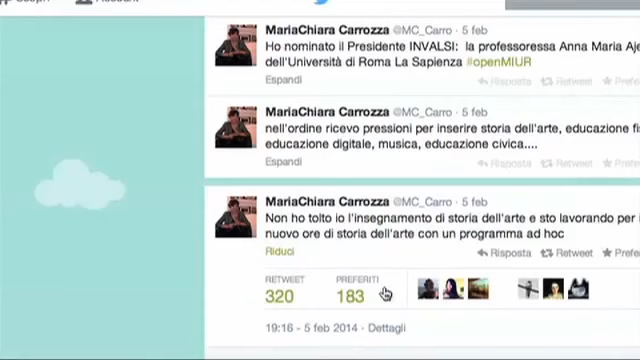 MariaChiara Carrozza @MC_Carro · 5 feb
Ho nominato il Presidente INVALSI: la professoressa Anna Maria
dell'Università di Roma La Sapienza #openMIUR
Espandi
Risposta Retweet
MariaChiara Carrozza @MC_Carro · 5 feb
nell'ordine ricevo pressioni per inserire storia dell'arte, educazione
educazione digitale, musica, educazione civica....
Espandi
Risposta Retweet
MariaChiara Carrozza @MC_Carro · 5 feb
Non ho tolto io l'insegnamento di storia dell'arte e sto lavorando per
nuovo ore di storia dell'arte con un programma ad hoc
Riduci
Risposta Retweet
RETWEET PREFERITI
320 183
19:16 - 5 feb 2014 · Dettagli